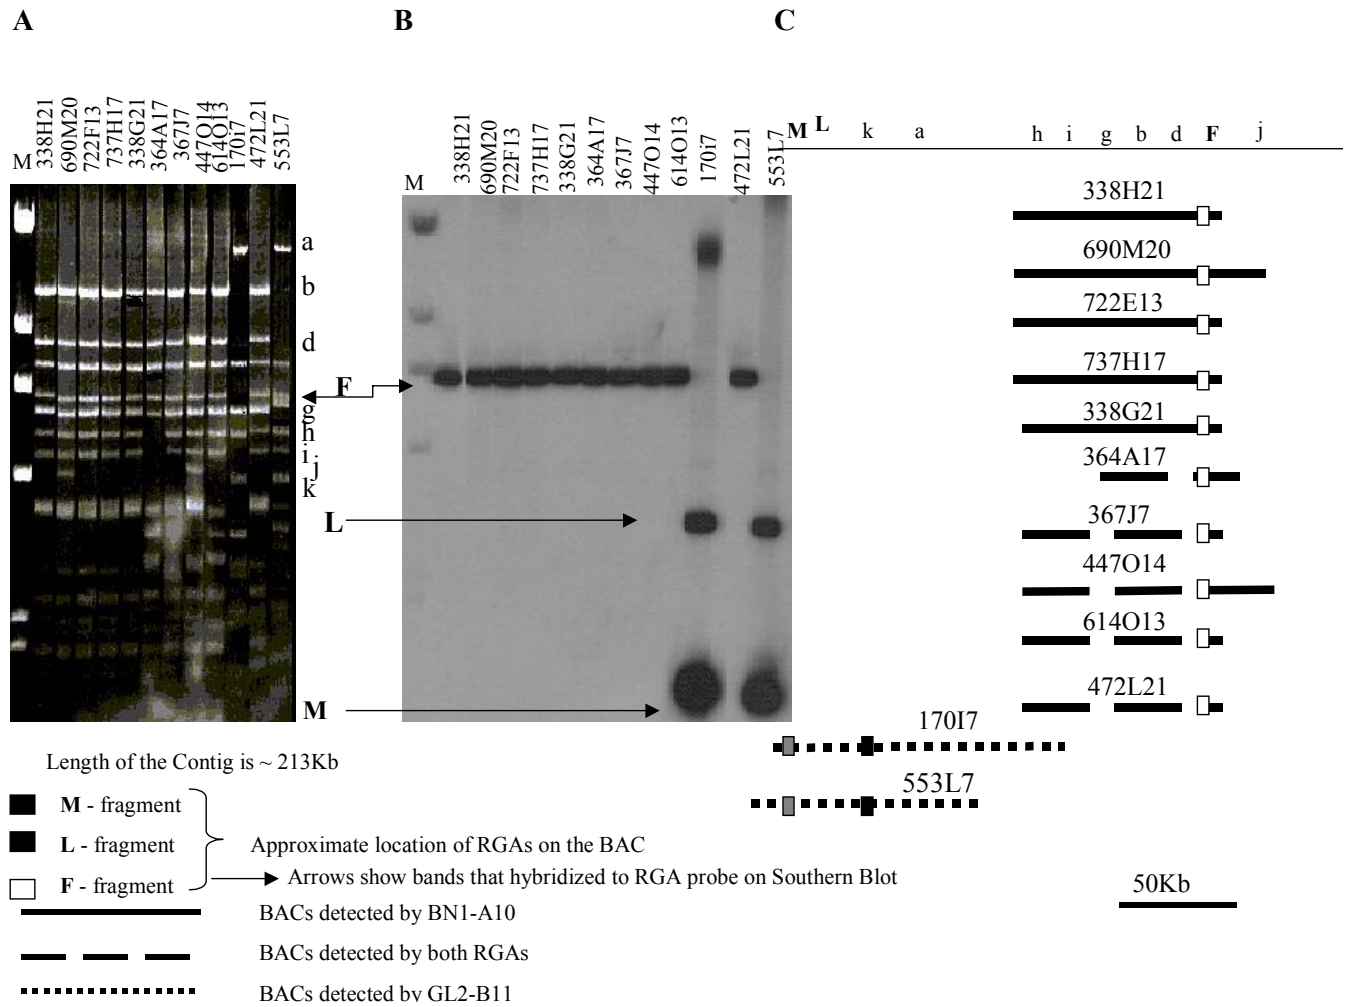 A
B
C
M
338H21
690M20
722F13
737H17
338G21
364A17
367J7
447O14
614O13
170i7
472L21
553L7
a
b
d
F
g
h
i
j
k
L
M
M
338H21
690M20
722F13
737H17
338G21
364A17
367J7
447O14
614O13
170i7
472L21
553L7
M L k a h i g b d F j
338H21
690M20
722E13
737H17
338G21
364A17
367J7
447O14
614O13
472L21
170I7
553L7
50Kb
Length of the Contig is ~ 213Kb
M - fragment
L - fragment
F - fragment
Approximate location of RGAs on the BAC
Arrows show bands that hybridized to RGA probe on Southern Blot
BACs detected by BN1-A10
BACs detected by both RGAs
BACs detected by GL2-B11